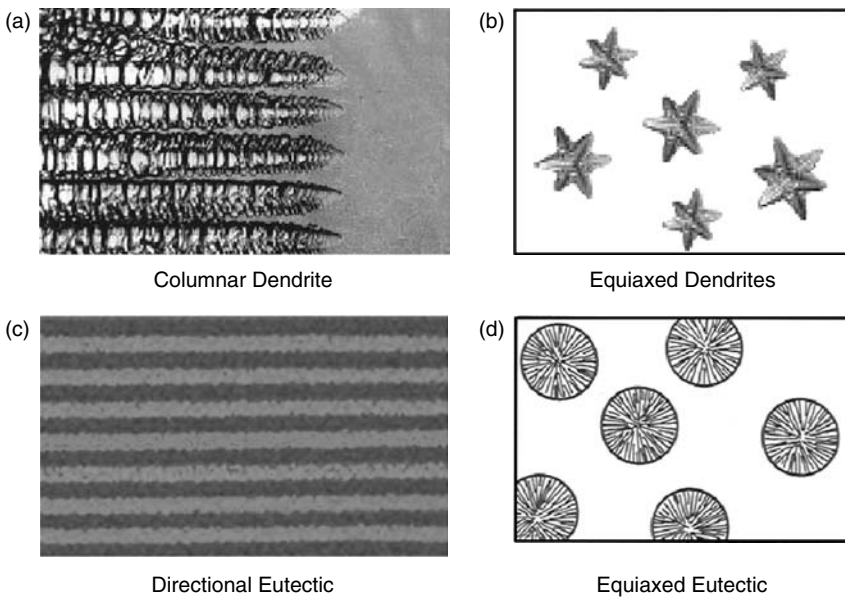 (a)
(b)
Columnar Dendrite
Equiaxed Dendrites
(c)
(d)
Directional Eutectic
Equiaxed Eutectic